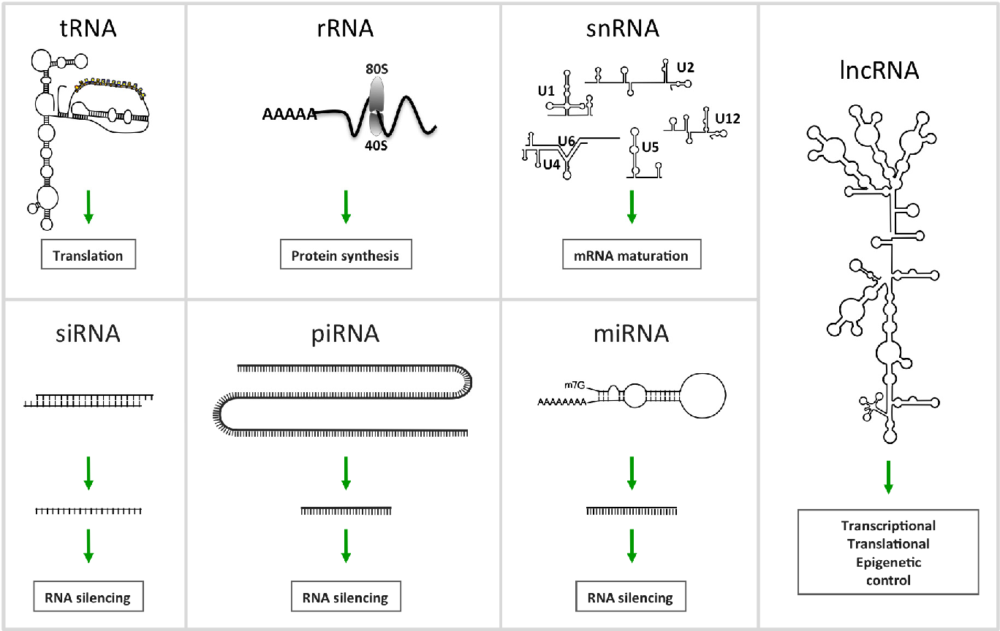 tRNA
Translation
rRNA
80S
AAAAA
40S
Protein synthesis
snRNA
U1
U2
U12
U6
U4
U5
mRNA maturation
lncRNA
Transcriptional
Translational
Epigenetic
control
siRNA
RNA silencing
piRNA
RNA silencing
miRNA
m7G
AAAAAAAA
RNA silencing